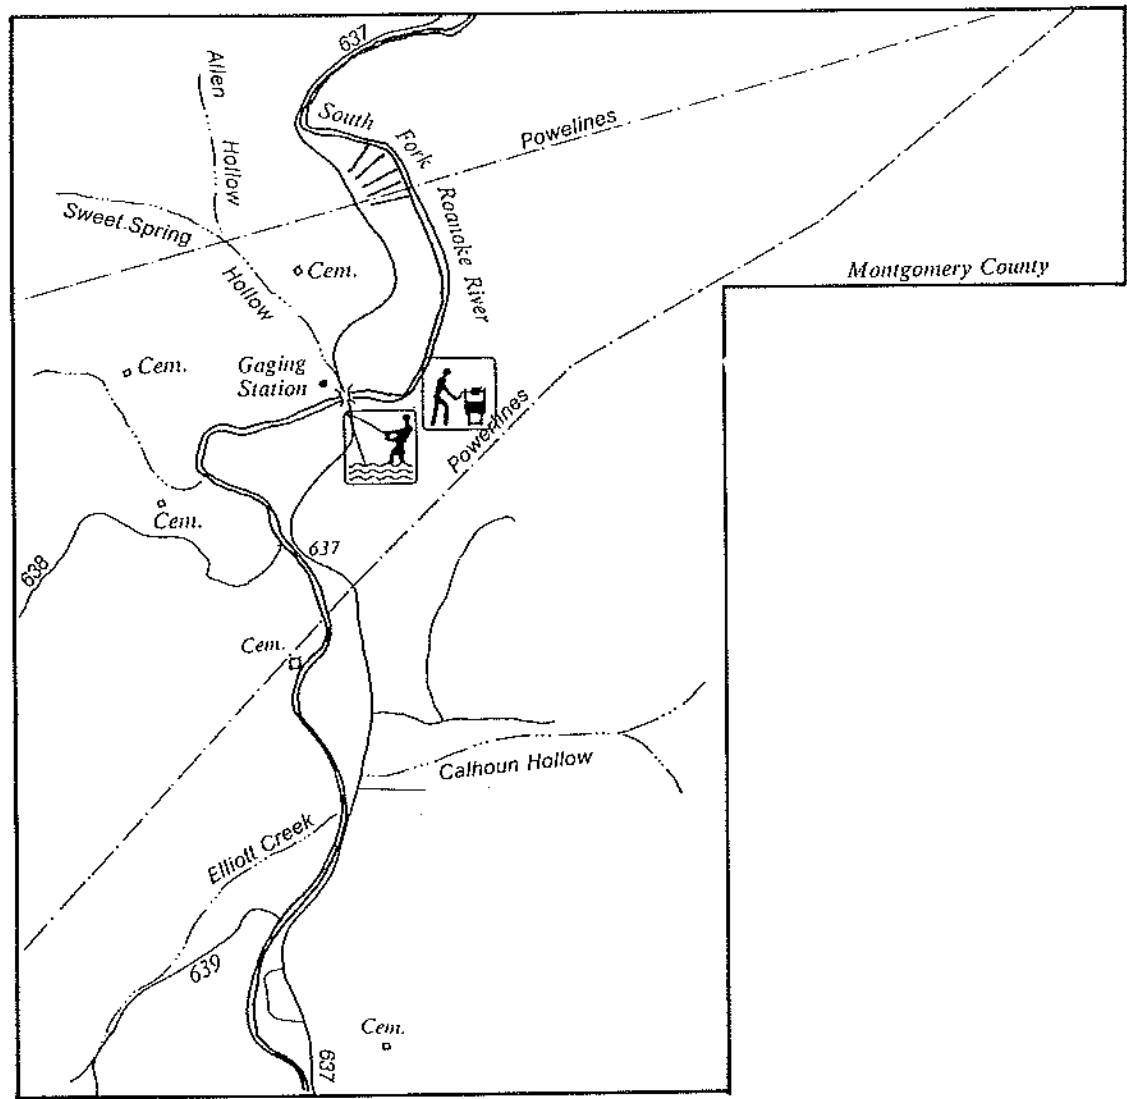 637
Allen
Hollow
South
Fork
Roanoke River
Powelines
Sweet Spring
Hollow
Cem.
Montgomery County
Cem.
Gaging
Station
Powerlines
Cem.
637
638
Cem.
Calhoun Hollow
Elliott Creek
639
Cem.
637